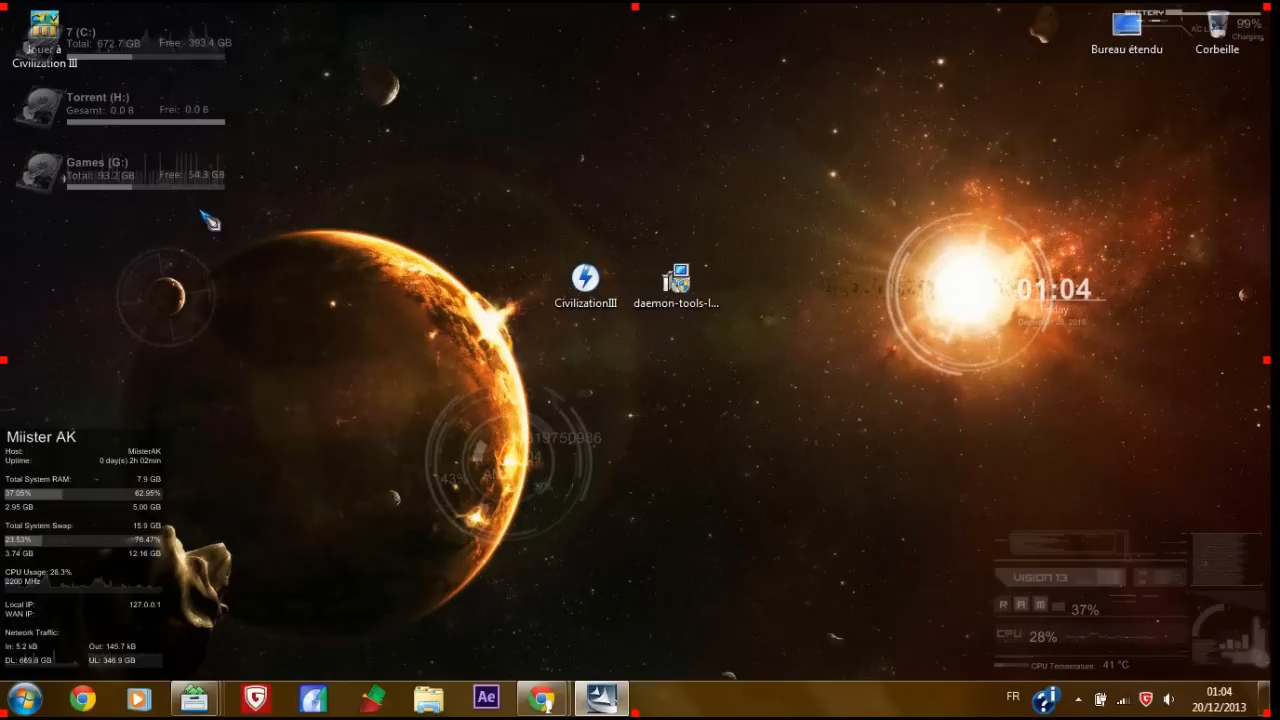 7 (C:)
Total: 672.7 GB Free: 393.4 GB
Jouer à
Civilization III
Torrent (H:)
Gesamt: 0.0 B Frei: 0.0 B
Games (G:)
Total: 93.2 GB Free: 54.3 GB
BATTERY
99%
Charging
Bureau étendu
Corbeille
CivilizationIII
daemon-tools-l...
01:04
Friday
43%
Miister AK
Host: MiisterAK
Uptime: 0 day(s) 2h 02min
Total System RAM: 7.9 GB
37.05% 62.95%
2.95 GB 5.00 GB
Total System Swap: 15.9 GB
23.53% 76.47%
3.74 GB 12.16 GB
CPU Usage: 28.3%
2200 MHz
Local IP: 127.0.0.1
WAN IP:
Network Traffic:
In: 5.2 kB Out: 145.7 kB
DL: 669.8 GB UL: 346.9 GB
VISION 13
RAM 37%
CPU 28%
CPU Temperature: 41 °C
Ae
FR
01:04
20/12/2013